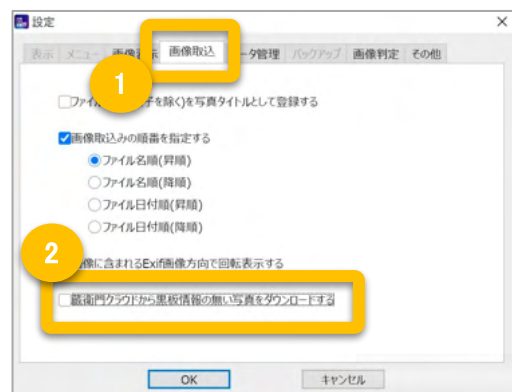 設定
表示 メニュー 画像表示 画像取込 データ管理 バックアップ 画像判定 その他
1
ファイル 子を除く)を写真タイトルとして登録する
画像取込みの順番を指定する
ファイル名順(昇順)
ファイル名順(降順)
ファイル日付順(昇順)
ファイル日付順(降順)
2
像に含まれるExif画像方向で回転表示する
蔵衛門クラウドから黒板情報の無い写真をダウンロードする
OK キャンセル